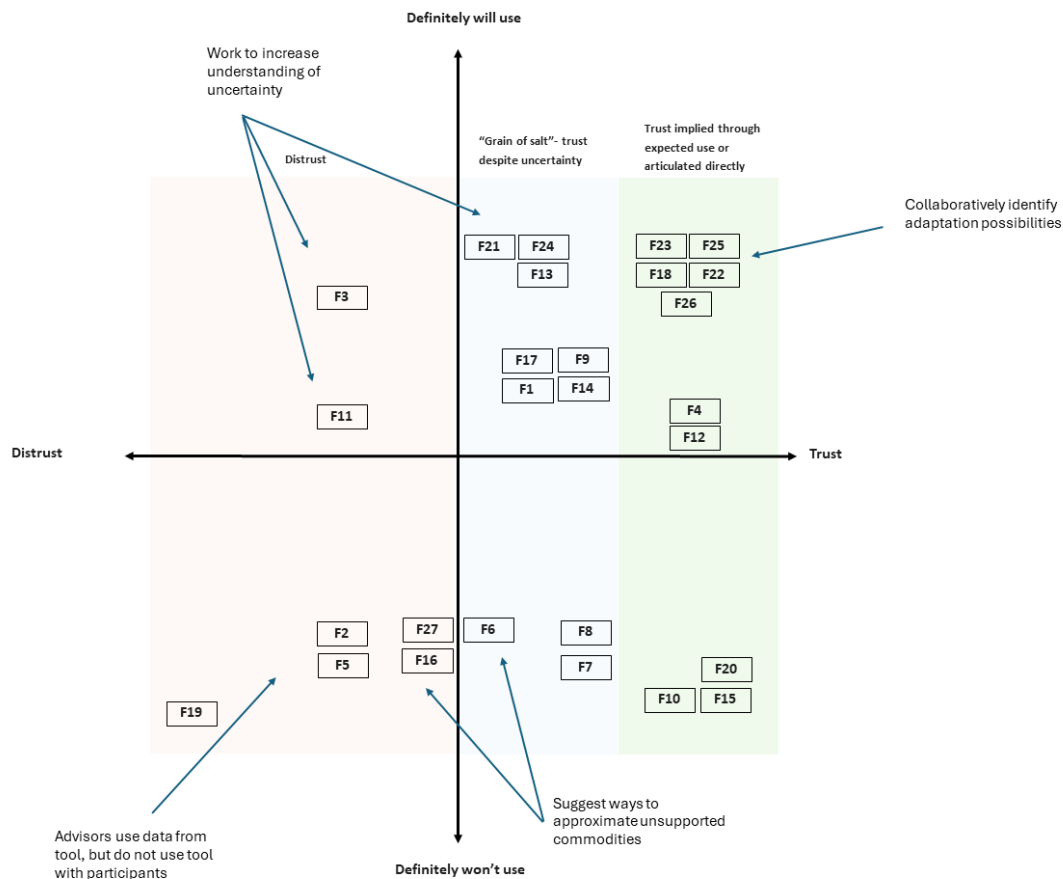 Definitely will use
Work to increase
understanding of
uncertainty
Distrust
“Grain of salt”- trust
despite uncertainty
Trust implied through
expected use or
articulated directly
Collaboratively identify
adaptation possibilities
F21
F24
F23
F25
F13
F18
F22
F3
F26
F17
F9
F1
F14
F11
F4
F12
Distrust
Trust
F2
F27
F6
F8
F5
F16
F7
F20
F19
F10
F15
Advisors use data from
tool, but do not use tool
with participants
Suggest ways to
approximate unsupported
commodities
Definitely won’t use